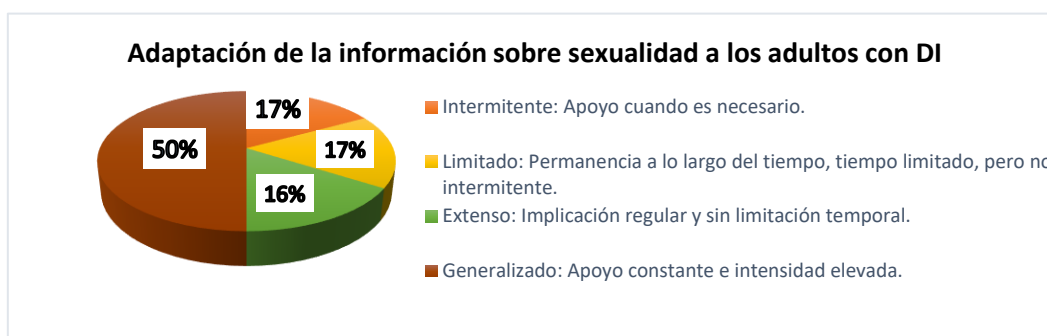 Adaptación de la información sobre sexualidad a los adultos con DI
17%
50%
17%
16%
Intermitente: Apoyo cuando es necesario.
Limitado: Permanencia a lo largo del tiempo, tiempo limitado, pero no
intermitente.
Extenso: Implicación regular y sin limitación temporal.
Generalizado: Apoyo constante e intensidad elevada.